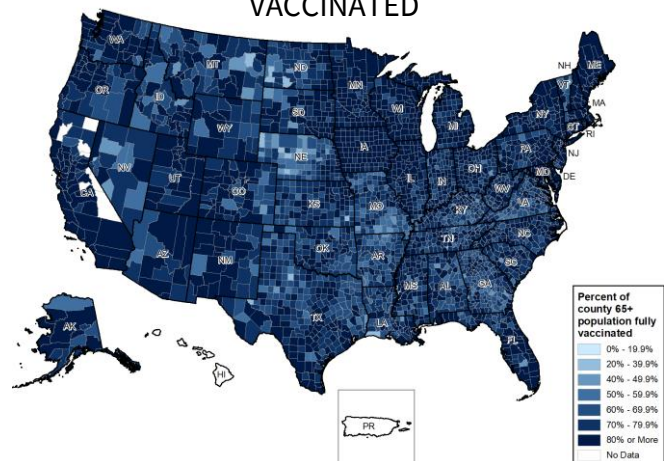 VACCINATED
WA
MT
ND
MN
OR
ID
SD
WI
MI
NH
VT
ME
NY
MA
CT
RI
WY
NE
IA
PA
NJ
NV
UT
CO
IL
IN
OH
MD
DE
CA
KS
MO
KY
WV
VA
AZ
NM
OK
AR
TN
NC
SC
TX
LA
MS
AL
GA
FL
AK
HI
PR
Percent of
county 65+
population fully
vaccinated
0% - 19.9%
20% - 39.9%
40% - 49.9%
50% - 59.9%
60% - 69.9%
70% - 79.9%
80% or More
No Data